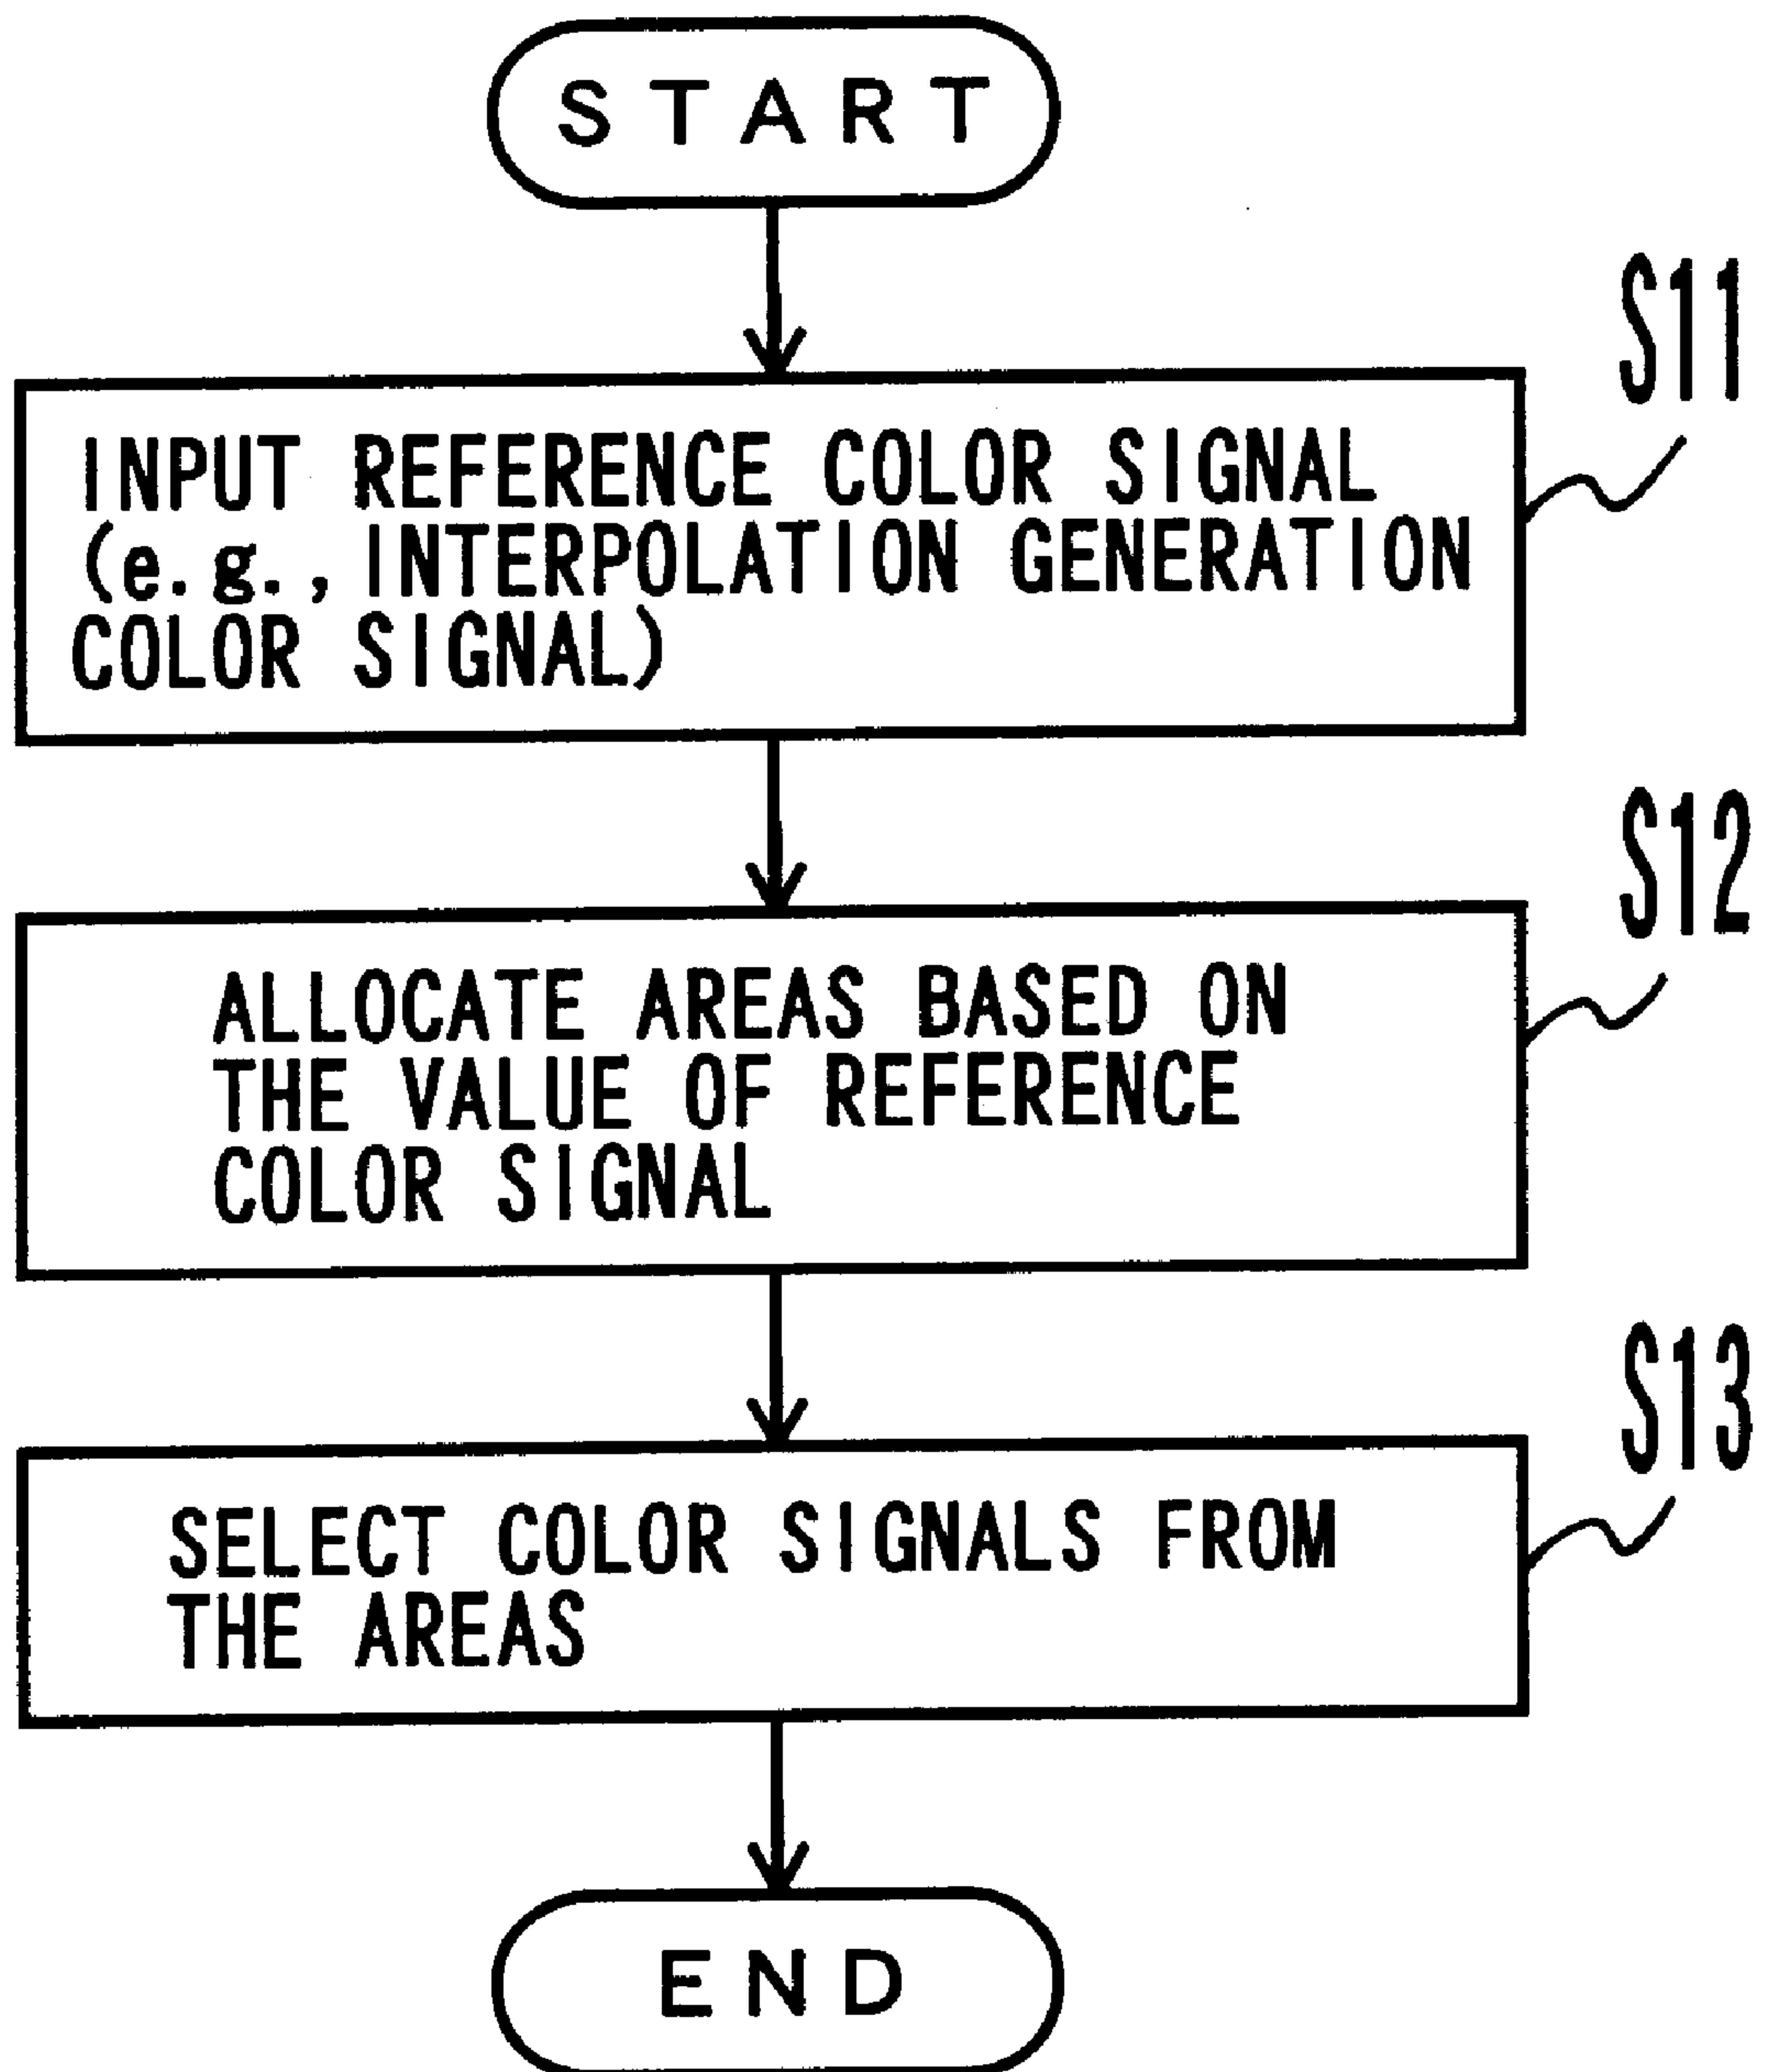 START
S11
INPUT REFERENCE COLOR SIGNAL
(e.g., INTERPOLATION GENERATION
COLOR SIGNAL)
S12
ALLOCATE AREAS BASED ON
THE VALUE OF REFERENCE
COLOR SIGNAL
S13
SELECT COLOR SIGNALS FROM
THE AREAS
END